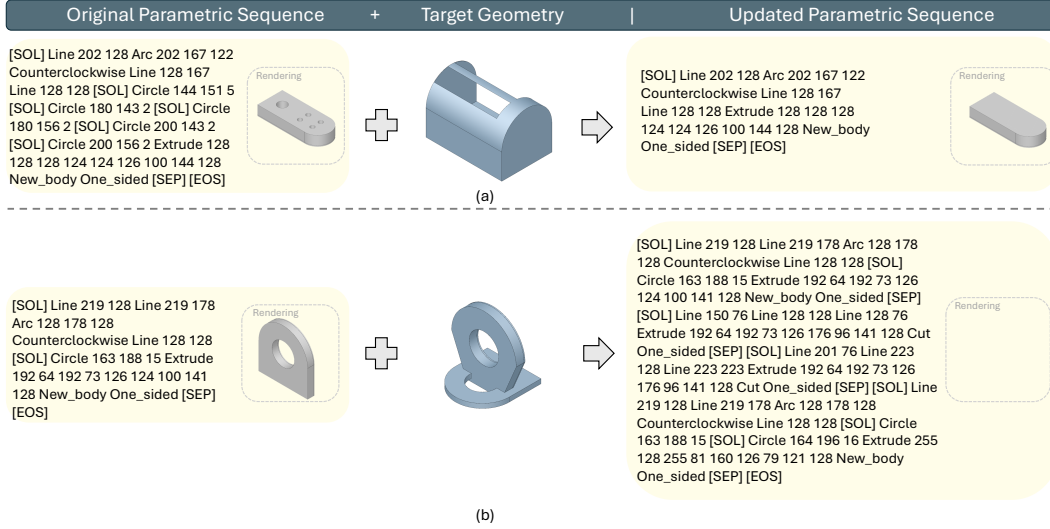 Original Parametric Sequence + Target Geometry | Updated Parametric Sequence
[SOL] Line 202 128 Arc 202 167 122
Counterclockwise Line 128 167
Line 128 128 [SOL] Circle 144 151 5
[SOL] Circle 180 143 2 [SOL] Circle
180 156 2 [SOL] Circle 200 143 2
[SOL] Circle 200 156 2 Extrude 128
128 128 124 124 126 100 144 128
New_body One_sided [SEP] [EOS]
Rendering
[SOL] Line 202 128 Arc 202 167 122
Counterclockwise Line 128 167
Line 128 128 Extrude 128 128 128
124 124 126 100 144 128 New_body
One_sided [SEP] [EOS]
Rendering
(a)
[SOL] Line 219 128 Line 219 178
Arc 128 178 128
Counterclockwise Line 128 128
[SOL] Circle 163 188 15 Extrude
192 64 192 73 126 124 100 141
128 New_body One_sided [SEP]
[EOS]
Rendering
[SOL] Line 219 128 Line 219 178 Arc 128 178
128 Counterclockwise Line 128 128 [SOL]
Circle 163 188 15 Extrude 192 64 192 73 126
124 100 141 128 New_body One_sided [SEP]
[SOL] Line 150 76 Line 128 128 Line 128 76
Extrude 192 64 192 73 126 176 96 141 128 Cut
One_sided [SEP] [SOL] Line 201 76 Line 223
128 Line 223 223 Extrude 192 64 192 73 126
176 96 141 128 Cut One_sided [SEP] [SOL] Line
219 128 Line 219 178 Arc 128 178 128
Counterclockwise Line 128 128 [SOL] Circle
163 188 15 [SOL] Circle 164 196 16 Extrude 255
128 255 81 160 126 79 121 128 New_body
One_sided [SEP] [EOS]
Rendering
(b)